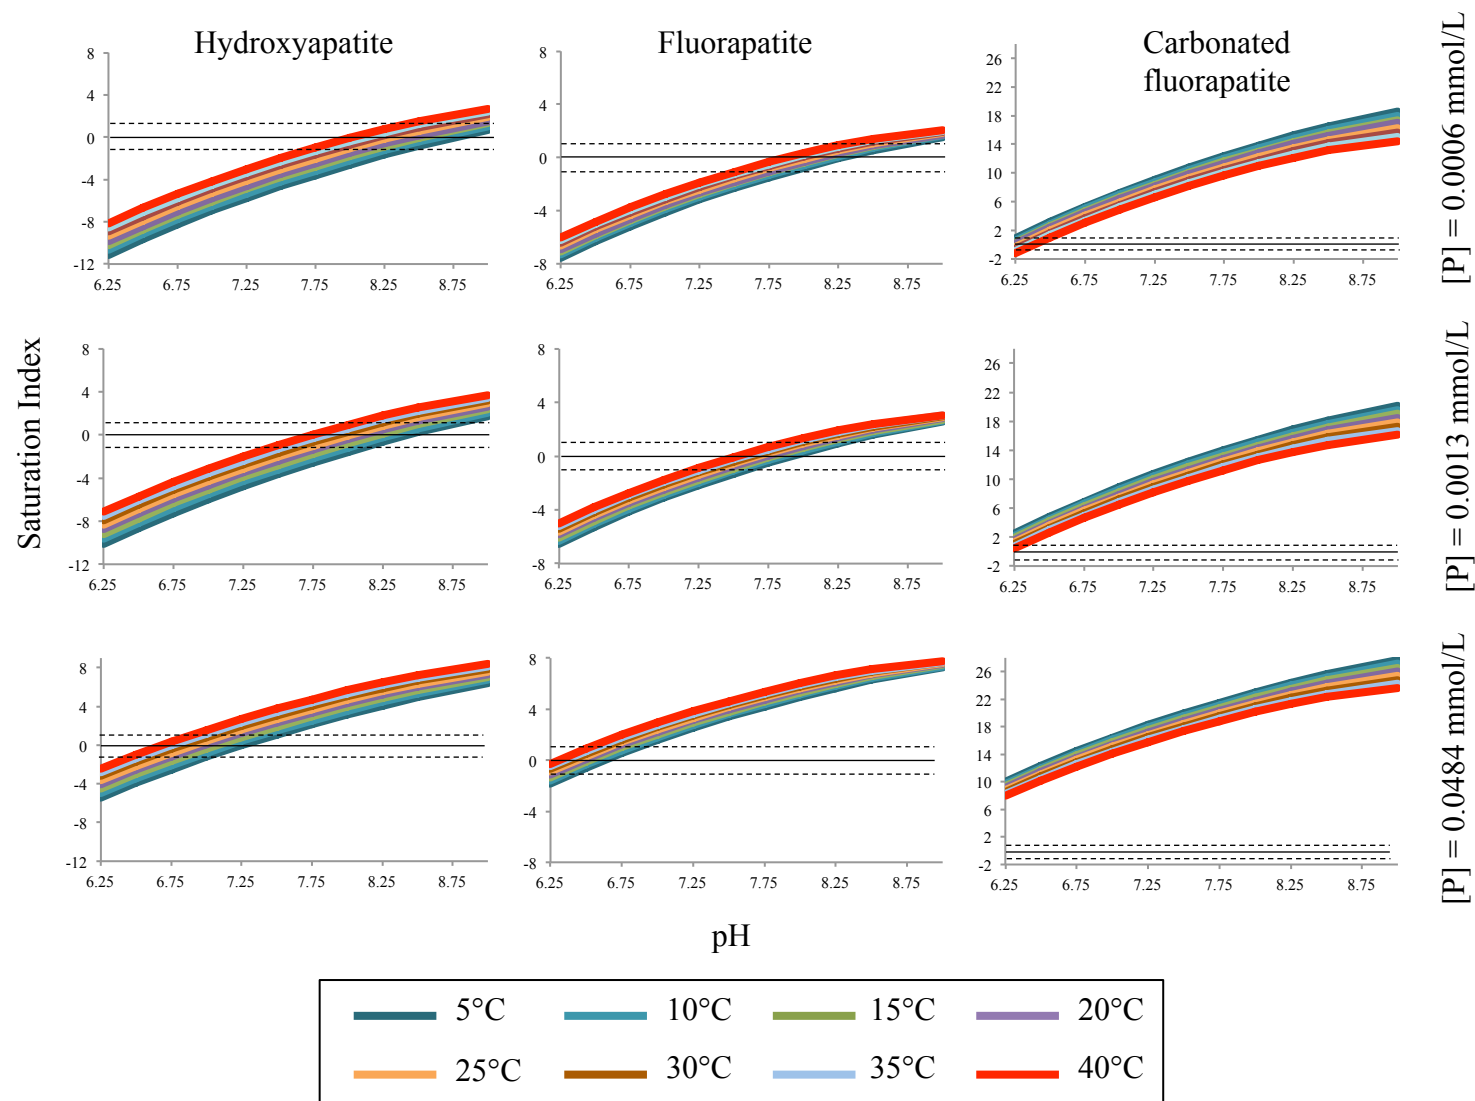 Hydroxyapatite
Fluorapatite
Carbonated
fluorapatite
8
4
0
-4
-8
-12
6.25 6.75 7.25 7.75 8.25 8.75
8
4
0
-4
-8
6.25 6.75 7.25 7.75 8.25 8.75
26
22
18
14
10
6
2
-2
6.25 6.75 7.25 7.75 8.25 8.75
[P] = 0.0006 mmol/L
Saturation Index
8
4
0
-4
-8
-12
6.25 6.75 7.25 7.75 8.25 8.75
8
4
0
-4
-8
6.25 6.75 7.25 7.75 8.25 8.75
26
22
18
14
10
6
2
-2
6.25 6.75 7.25 7.75 8.25 8.75
[P] = 0.0013 mmol/L
8
4
0
-4
-8
-12
6.25 6.75 7.25 7.75 8.25 8.75
8
4
0
-4
-8
6.25 6.75 7.25 7.75 8.25 8.75
26
22
18
14
10
6
2
-2
6.25 6.75 7.25 7.75 8.25 8.75
[P] = 0.0484 mmol/L
pH
5°C 10°C 15°C 20°C
25°C 30°C 35°C 40°C